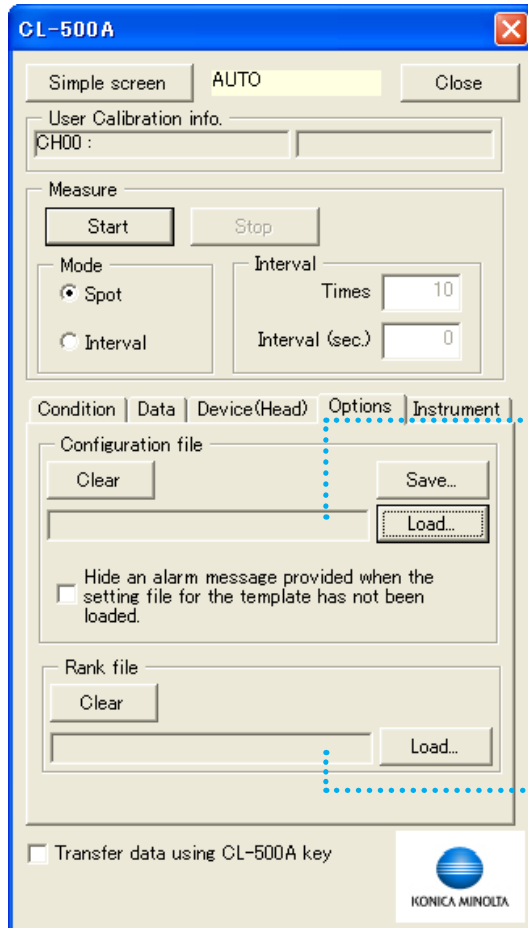 CL-500A
Simple screen AUTO Close
User Calibration info.
CH00 :
Measure
Start Stop
Mode Interval
Spot Times 10
Interval Interval (sec.) 0
Condition Data Device(Head) Options Instrument
Configuration file
Clear Save...
Load...
Hide an alarm message provided when the
setting file for the template has not been
loaded.
Rank file
Clear
Load...
Transfer data using CL-500A key
KONICA MINOLTA